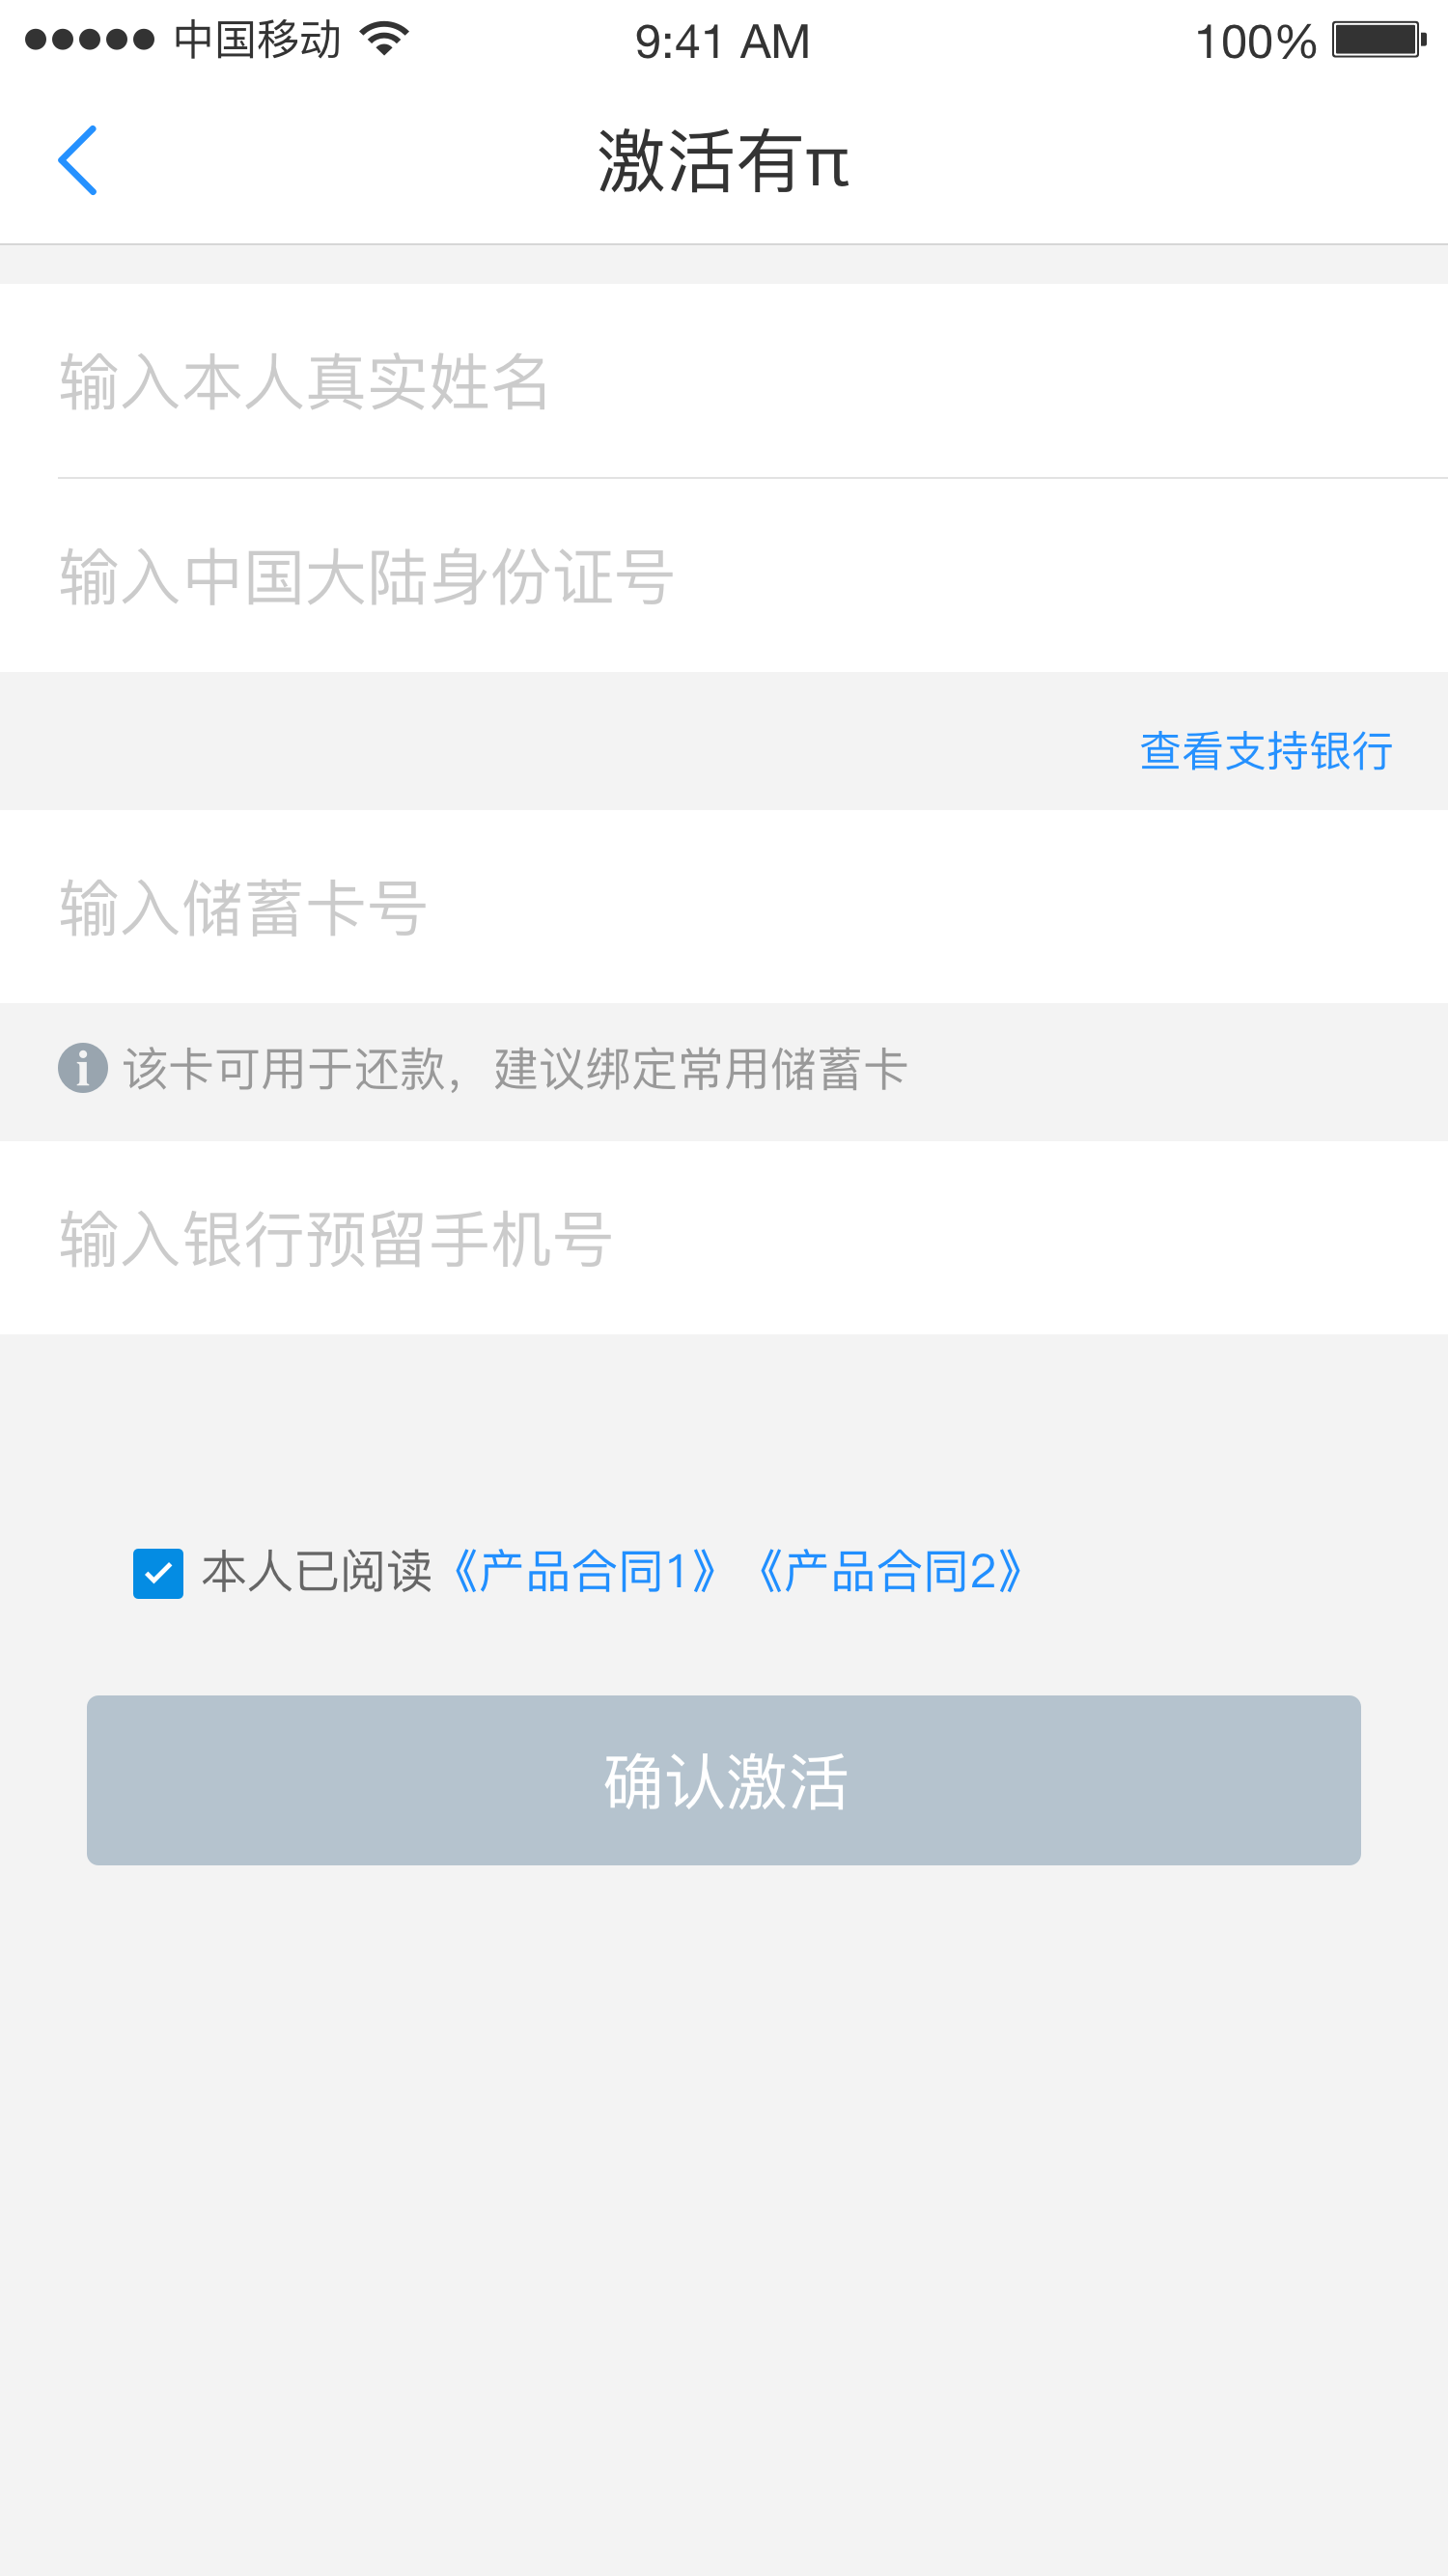 中国移动 9:41 AM 100%
激活有π
输入本人真实姓名
输入中国大陆身份证号
查看支持银行
输入储蓄卡号
该卡可用于还款，建议绑定常用储蓄卡
输入银行预留手机号
本人已阅读《产品合同1》《产品合同2》
确认激活